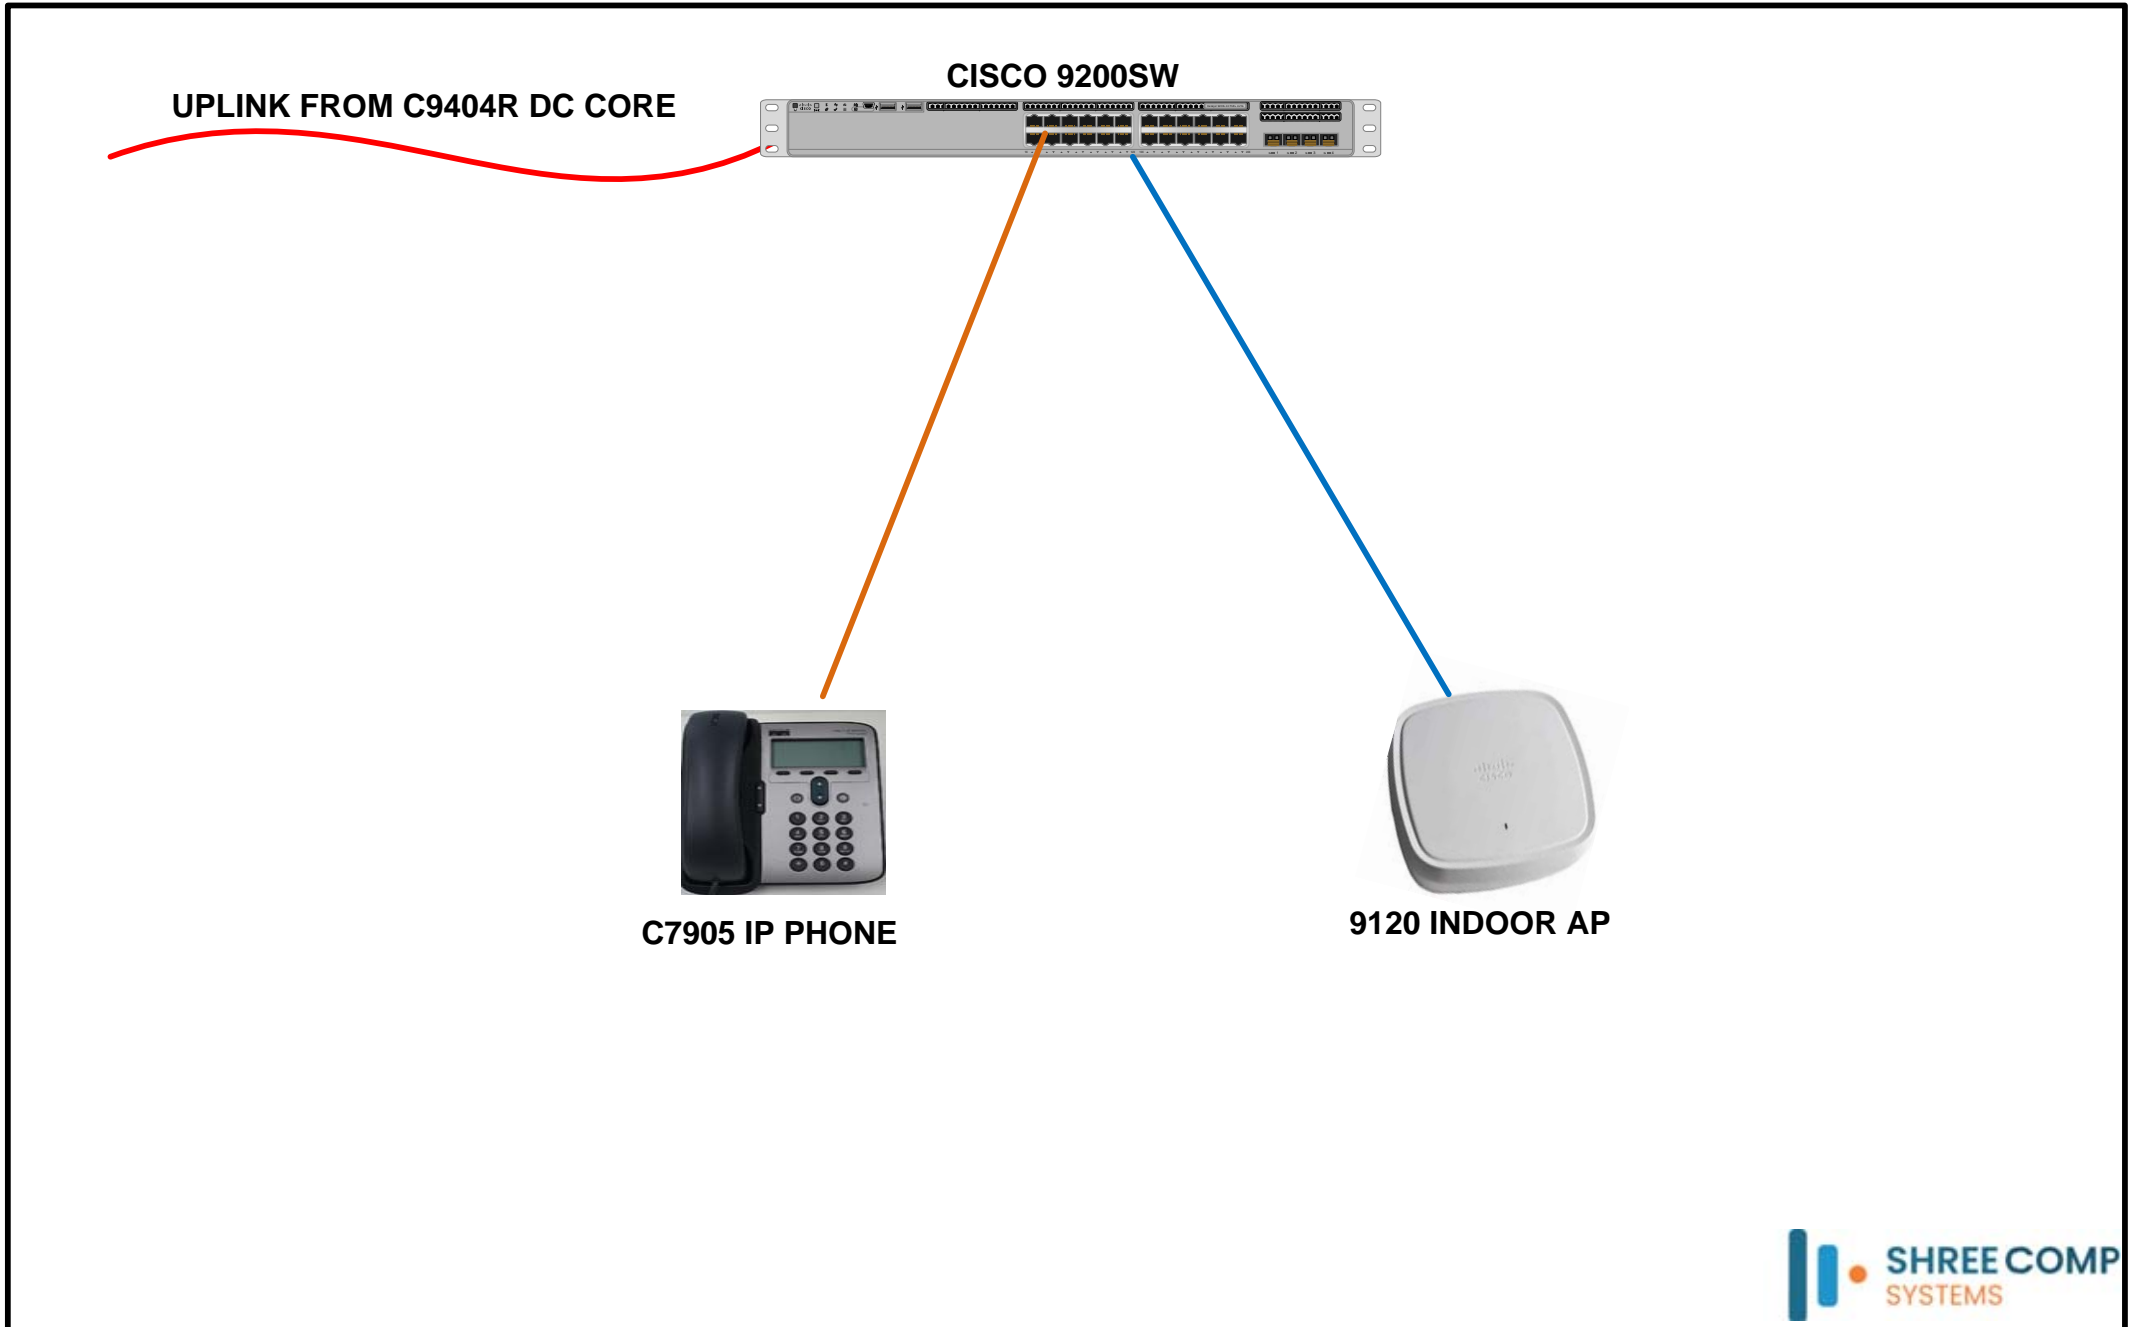 CISCO 9200SW
UPLINK FROM C9404R DC CORE
C7905 IP PHONE
9120 INDOOR AP
SHREE COMP
SYSTEMS